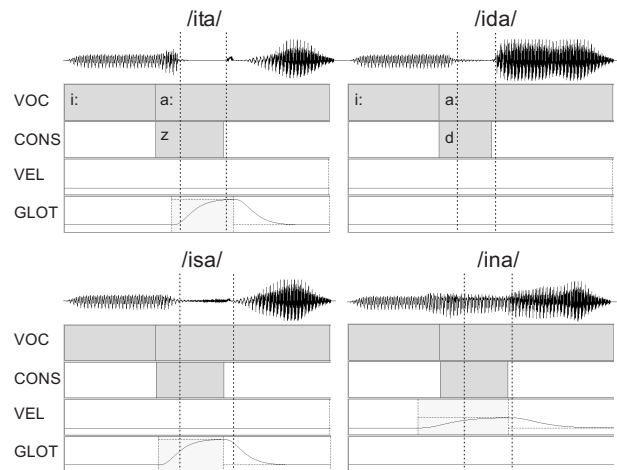 /ita/ /ida/
VOC i: a: i: a:
CONS z d
VEL
GLOT
/isa/ /ina/
VOC
CONS
VEL
GLOT